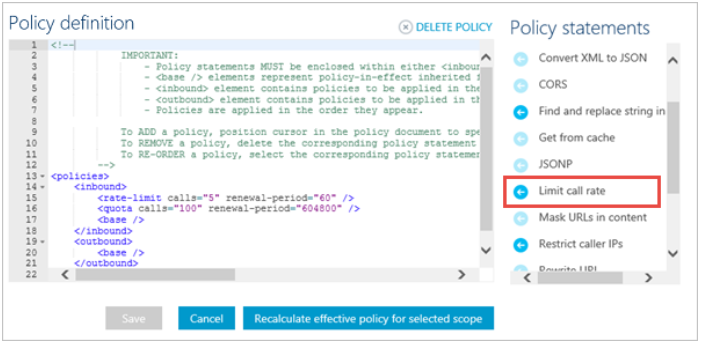 Policy definition
DELETE POLICY
1 <!--
2 IMPORTANT:
3 - Policy statements MUST be enclosed within either <inbour
4 - <base /> elements represent policy-in-effect inherited f
5 - <inbound> element contains policies to be applied in the
6 - <outbound> element contains policies to be applied in th
7 - Policies are applied in the order they appear.
8
9 To ADD a policy, position cursor in the policy document to spe
10 To REMOVE a policy, delete the corresponding policy statement
11 To RE-ORDER a policy, select the corresponding policy statemer
12 -->
13 <policies>
14 <inbound>
15 <rate-limit calls="5" renewal-period="60" />
16 <quota calls="100" renewal-period="604800" />
17 <base />
18 </inbound>
19 <outbound>
20 <base />
21 </outbound>
22
Save
Cancel
Recalculate effective policy for selected scope
Policy statements
Convert XML to JSON
CORS
Find and replace string in
Get from cache
JSONP
Limit call rate
Mask URLs in content
Restrict caller IPs
Rewrite URI